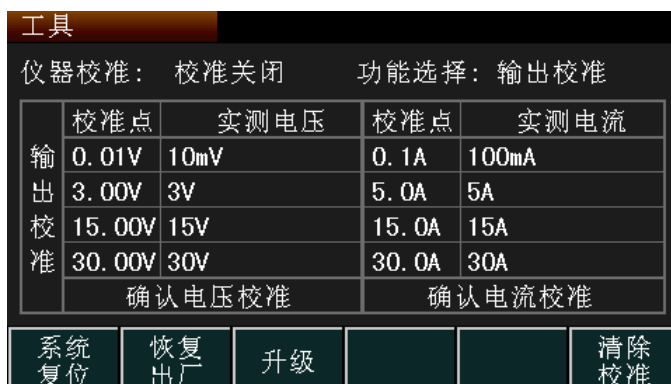 工具
仪器校准: 校准关闭 功能选择: 输出校准
校准点 实测电压 校准点 实测电流
输出校准
0.01V 10mV 0.1A 100mA
3.00V 3V 5.0A 5A
15.00V 15V 15.0A 15A
30.00V 30V 30.0A 30A
确认电压校准 确认电流校准
系统 恢复 升级 清除
复位 出厂 校准